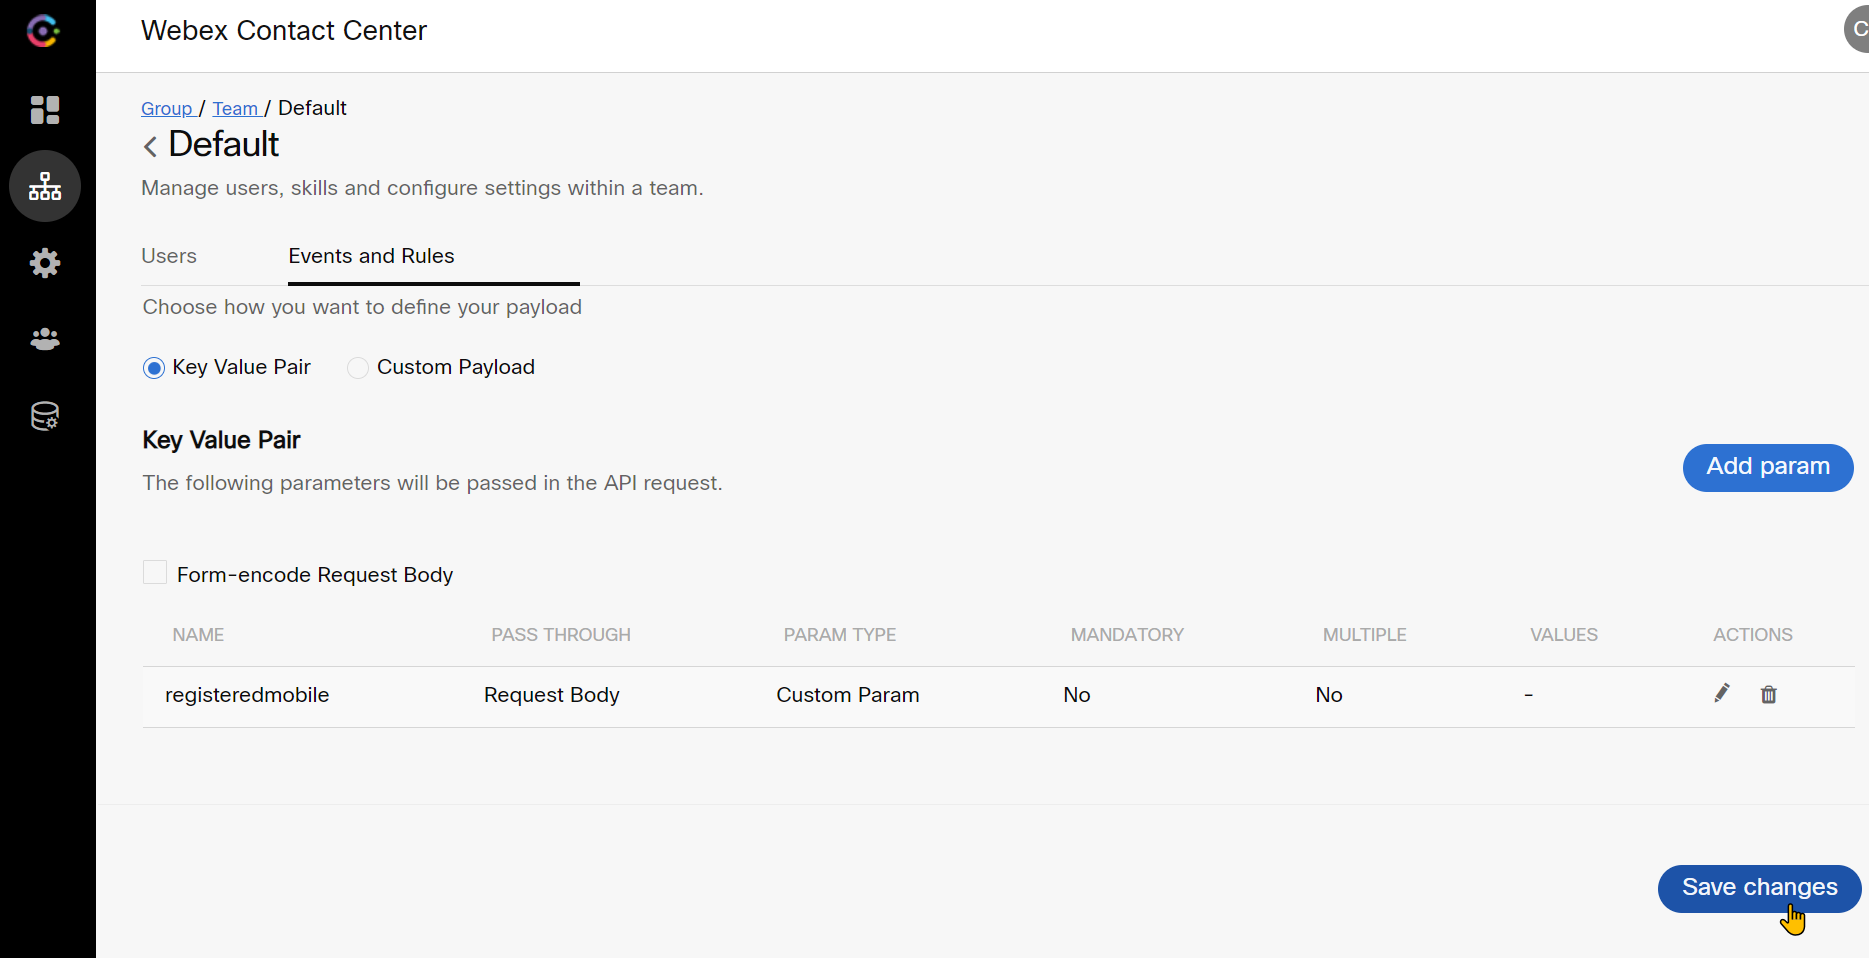 Webex Contact Center
C
Group / Team / Default
Default
Manage users, skills and configure settings within a team.
Users Events and Rules
Choose how you want to define your payload
Key Value Pair Custom Payload
Key Value Pair
Add param
The following parameters will be passed in the API request.
Form-encode Request Body
NAME PASS THROUGH PARAM TYPE MANDATORY MULTIPLE VALUES ACTIONS
registeredmobile Request Body Custom Param No No -
Save changes